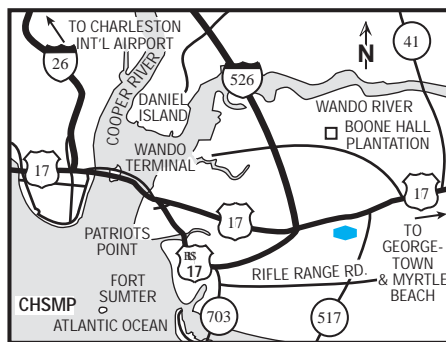 TO CHARLESTON
INT'L AIRPORT
26
COOPER RIVER
526
41
N
DANIEL
ISLAND
WANDO RIVER
BOONE HALL
PLANTATION
WANDO
TERMINAL
17
17
17
PATRIOTS
POINT
TO
GEORGE-
TOWN
& MYRTLE
BEACH
17
RIFLE RANGE RD.
FORT
SUMTER
CHSMP
703
517
ATLANTIC OCEAN